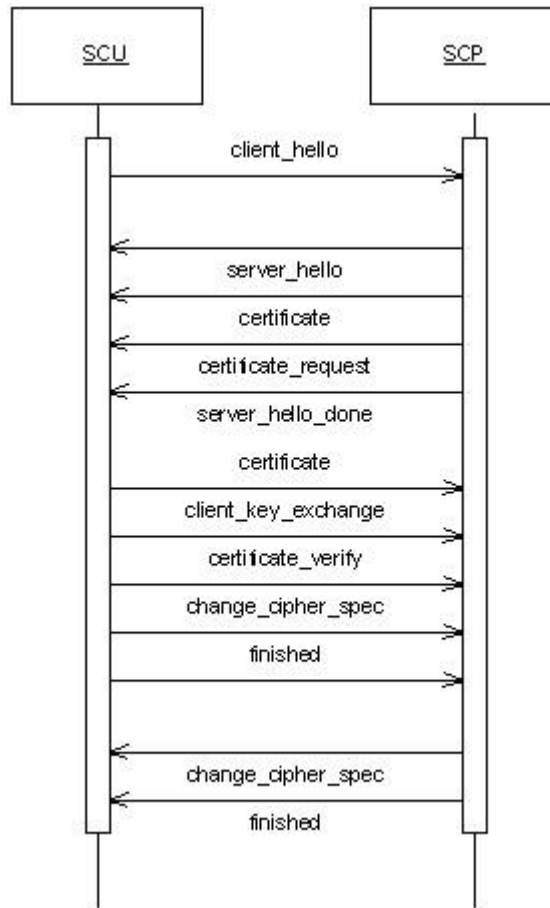 SCU
SCP
client_hello
server_hello
certificate
certificate_request
server_hello_done
certificate
client_key_exchange
certificate_verify
change_cipher_spec
finished
change_cipher_spec
finished